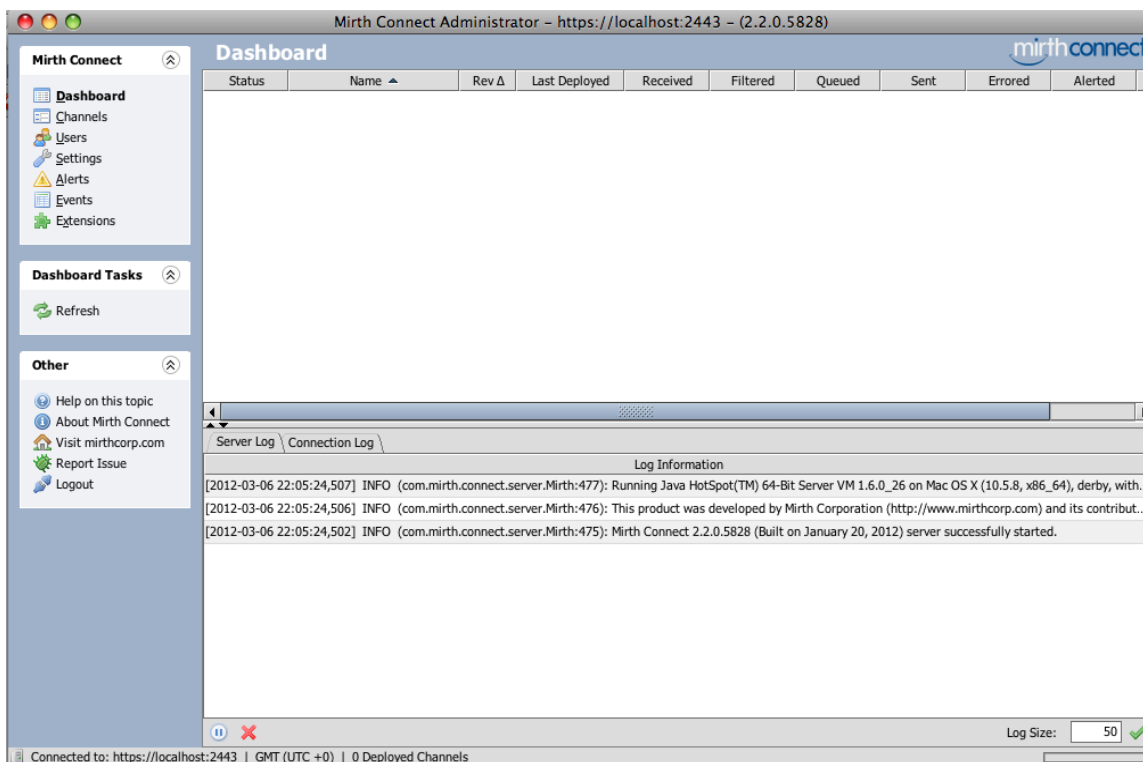 Mirth Connect Administrator - https://localhost:2443 - (2.2.0.5828)
Mirth Connect
Dashboard
Channels
Users
Settings
Alerts
Events
Extensions
Dashboard Tasks
Refresh
Other
Help on this topic
About Mirth Connect
Visit mirthcorp.com
Report Issue
Logout
Dashboard
mirth connect
Status Name Rev Δ Last Deployed Received Filtered Queued Sent Errored Alerted
Server Log Connection Log
Log Information
[2012-03-06 22:05:24,507] INFO (com.mirth.connect.server.Mirth:477): Running Java HotSpot(TM) 64-Bit Server VM 1.6.0_26 on Mac OS X (10.5.8, x86_64), derby, with...
[2012-03-06 22:05:24,506] INFO (com.mirth.connect.server.Mirth:476): This product was developed by Mirth Corporation (http://www.mirthcorp.com) and its contribut...
[2012-03-06 22:05:24,502] INFO (com.mirth.connect.server.Mirth:475): Mirth Connect 2.2.0.5828 (Built on January 20, 2012) server successfully started.
Log Size: 50
Connected to: https://localhost:2443 | GMT (UTC +0) | 0 Deployed Channels